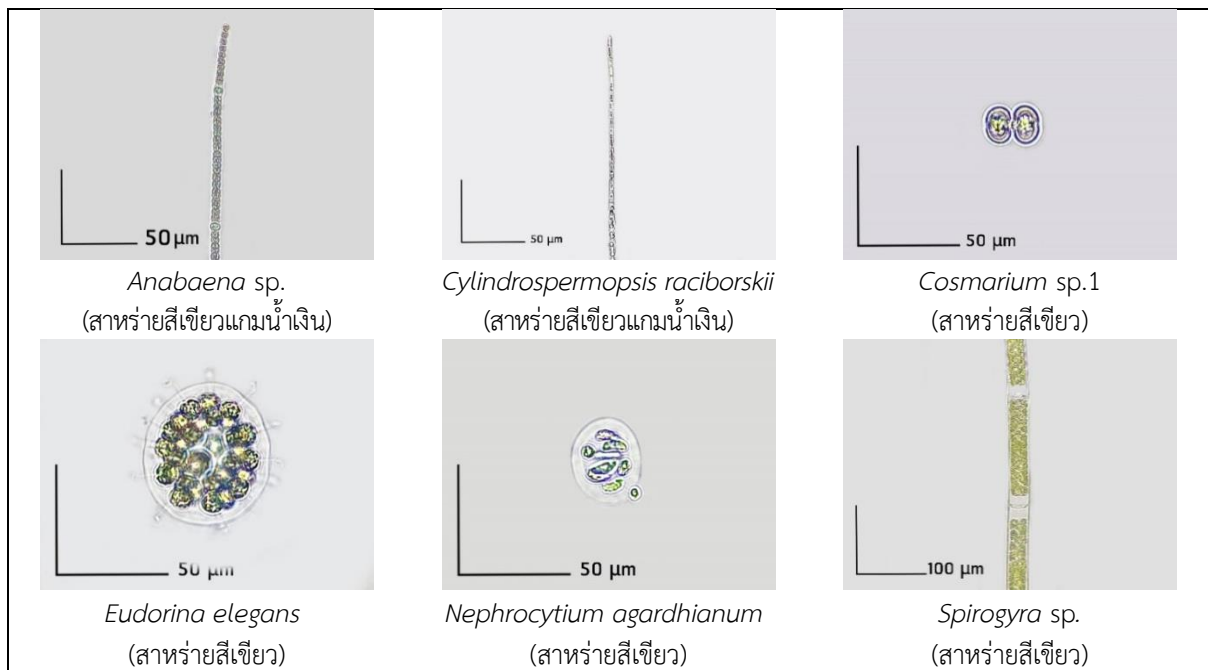 50 µm
50 µm
50 µm
Anabaena sp.
Cylindrospermopsis raciborskii
Cosmarium sp.1
(สาหร่ายสีเขียวแกมน้ำเงิน)
(สาหร่ายสีเขียวแกมน้ำเงิน)
(สาหร่ายสีเขียว)
50 µm
50 µm
100 µm
Eudorina elegans
Nephrocytium agardhianum
Spirogyra sp.
(สาหร่ายสีเขียว)
(สาหร่ายสีเขียว)
(สาหร่ายสีเขียว)